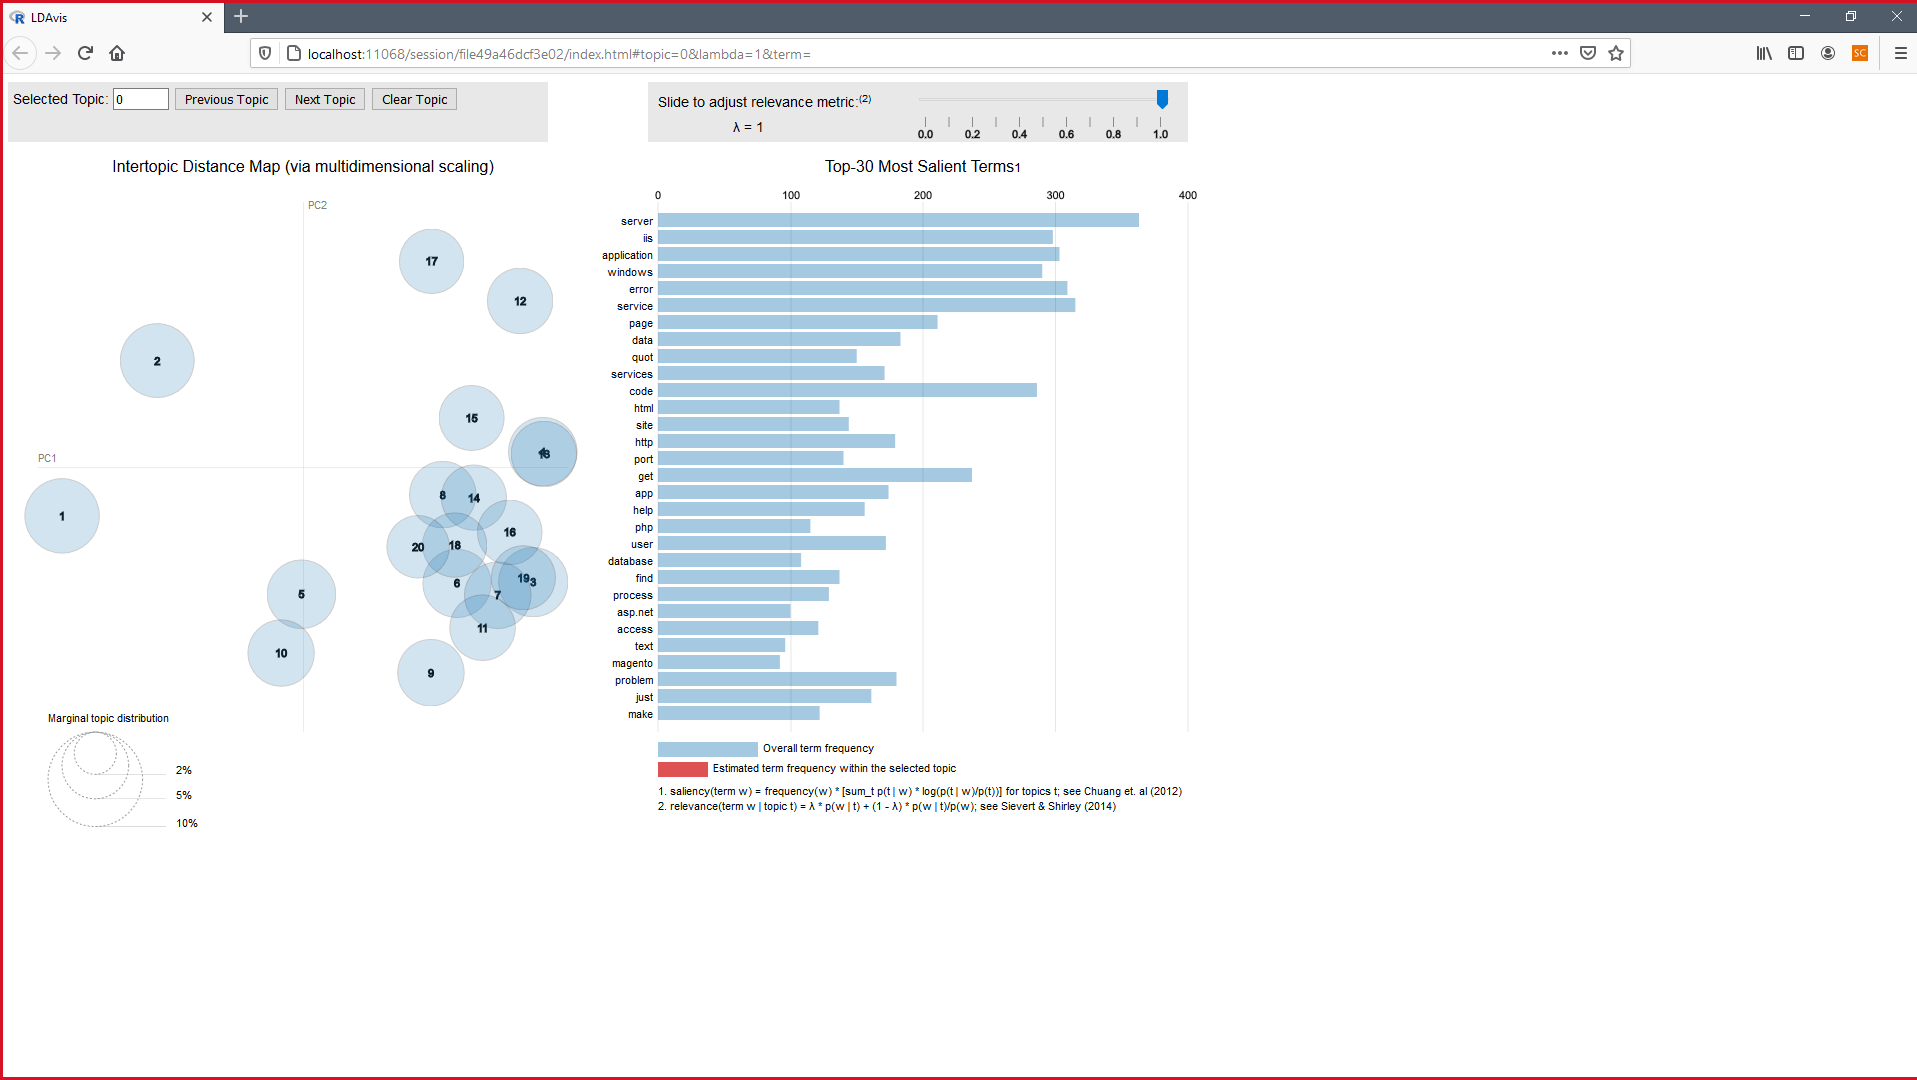 LDAvis
localhost:11068/session/file49a46dcf3e02/index.html#topic=0&lambda=1&term=
SC
Selected Topic: 0 Previous Topic Next Topic Clear Topic
Slide to adjust relevance metric:(2)
λ = 1
0.0 0.2 0.4 0.6 0.8 1.0
Intertopic Distance Map (via multidimensional scaling)
PC2
PC1
17
12
2
15
8
14
1
16
20
18
6
19
3
7
5
11
10
9
Marginal topic distribution
2%
5%
10%
Top-30 Most Salient Terms1
0 100 200 300 400
server
iis
application
windows
error
service
page
data
quot
services
code
html
site
http
port
get
app
help
php
user
database
find
process
asp.net
access
text
magento
problem
just
make
Overall term frequency
Estimated term frequency within the selected topic
1. saliency(term w) = frequency(w) * [sum_t p(t | w) * log(p(t | w)/p(t))] for topics t; see Chuang et. al (2012)
2. relevance(term w | topic t) = λ * p(w | t) + (1 - λ) * p(w | t)/p(w); see Sievert & Shirley (2014)